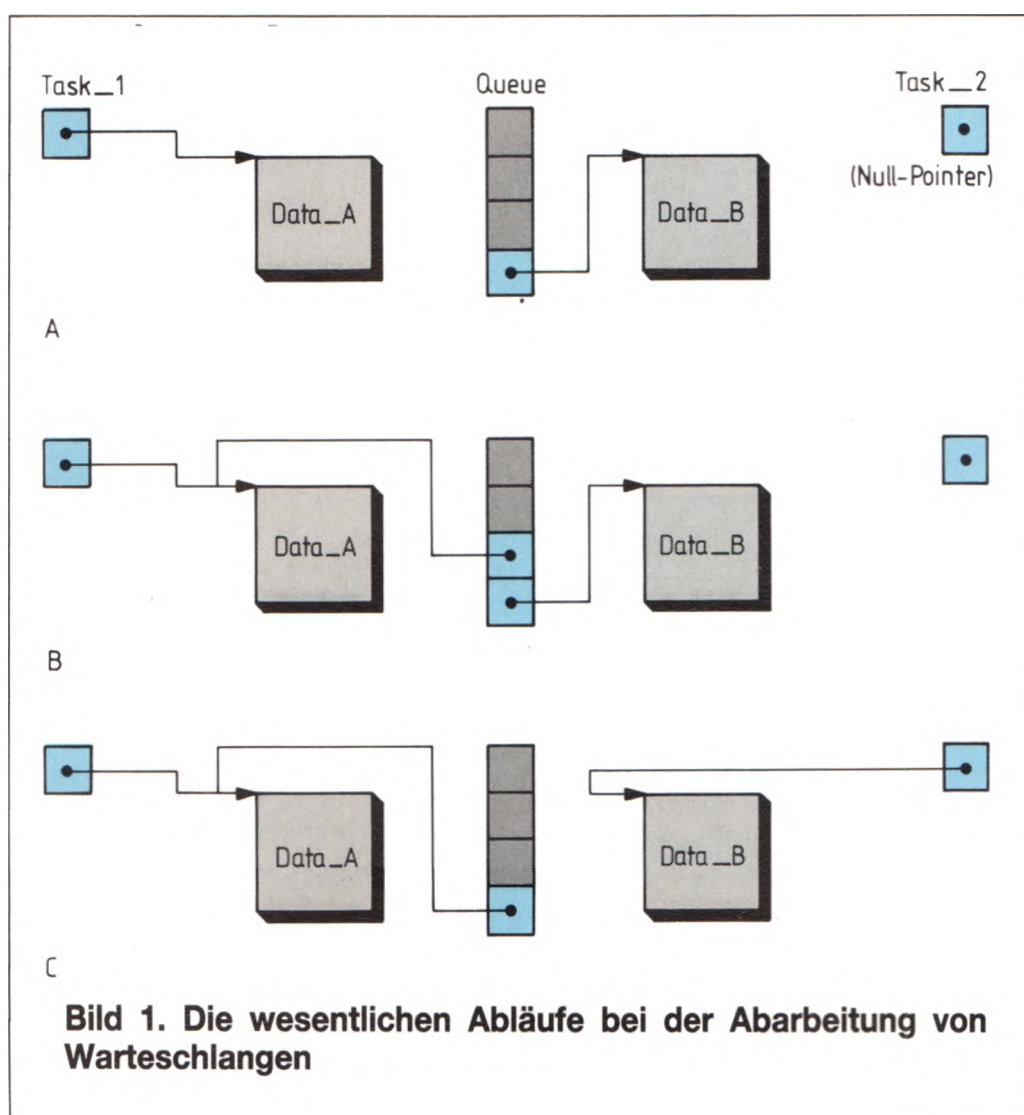 Task_1 Queue Task_2
(Null-Pointer)
Data_A Data_B
A
Data_A Data_B
B
Data_A Data_B
C
Bild 1. Die wesentlichen Abläufe bei der Abarbeitung von
Warteschlangen